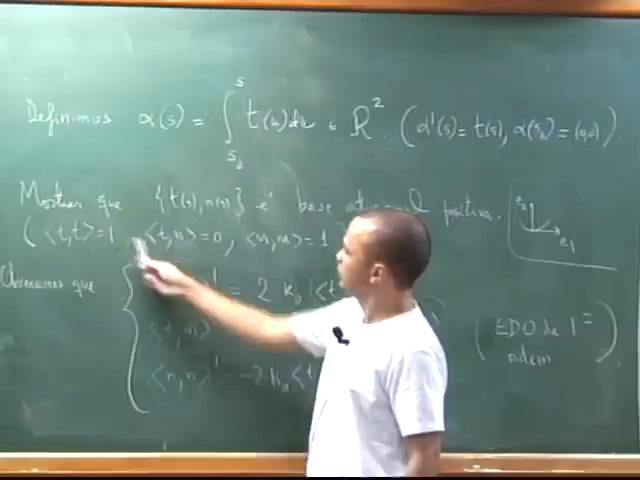 Definimos α(s) = ∫_{s₀}^{s} t(u)du ∈ R². (α'(s)=t(s), α(s₀)=(0,0)).
Mostrar que {t(s), n(s)} é base positiva.
(<t,t>=1, <t,n>=0, <n,n>=1
e₂
e₁
Observamos que
' = 2 k₀ <t
<t,n>
<n,n>' = -2 k₀ <t
(EDO de 1ª
ordem)